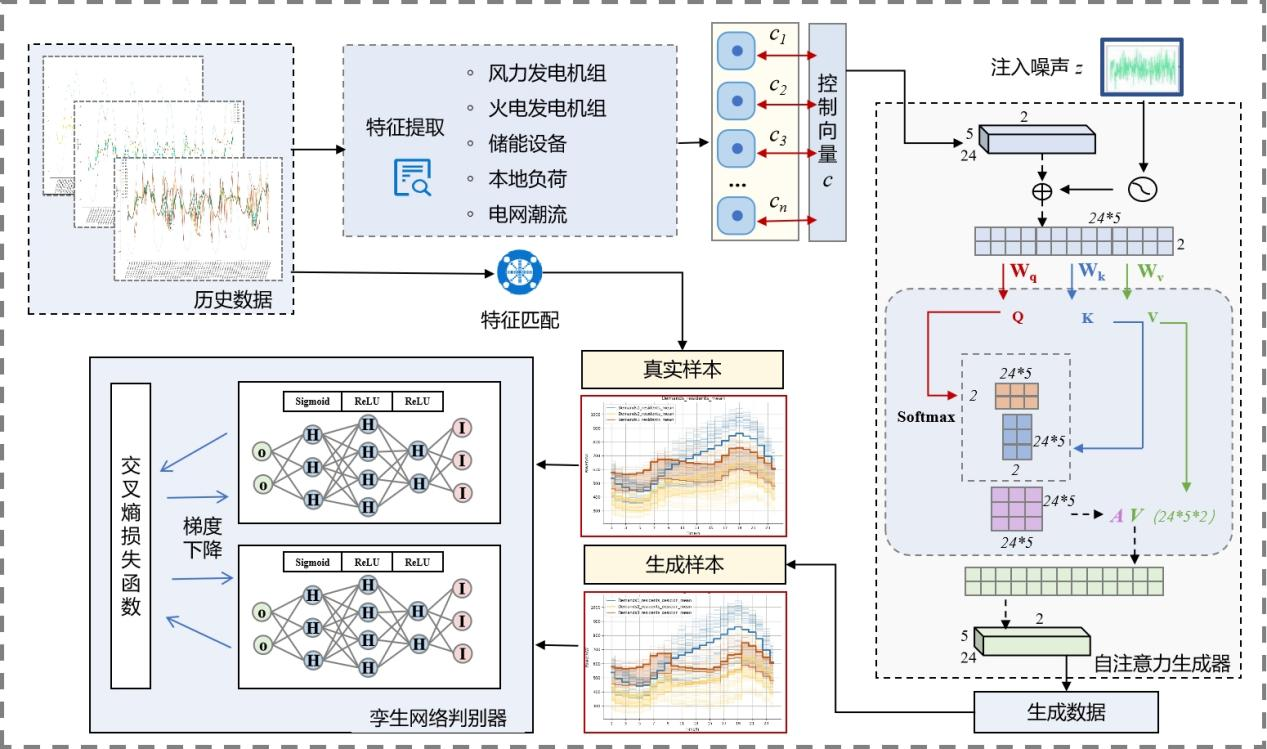 历史数据
特征提取
◦ 风力发电机组
◦ 火电发电机组
◦ 储能设备
◦ 本地负荷
◦ 电网潮流
c1
c2
c3
...
cn
控制向量 c
注入噪声 z
2
5
24
24*5
2
Wq
Wk
Wv
Q
K
V
Softmax
24*5
2
24*5
2
24*5
24*5
A V (24*5*2)
2
5
24
自注意力生成器
生成数据
特征匹配
真实样本
Demands_residents_mean
生成样本
交叉熵损失函数
梯度
下降
Sigmoid ReLU ReLU
O O
H H H H H H H H H
I I I
Sigmoid ReLU ReLU
O O
H H H H H H H H H
I I I
孪生网络判别器